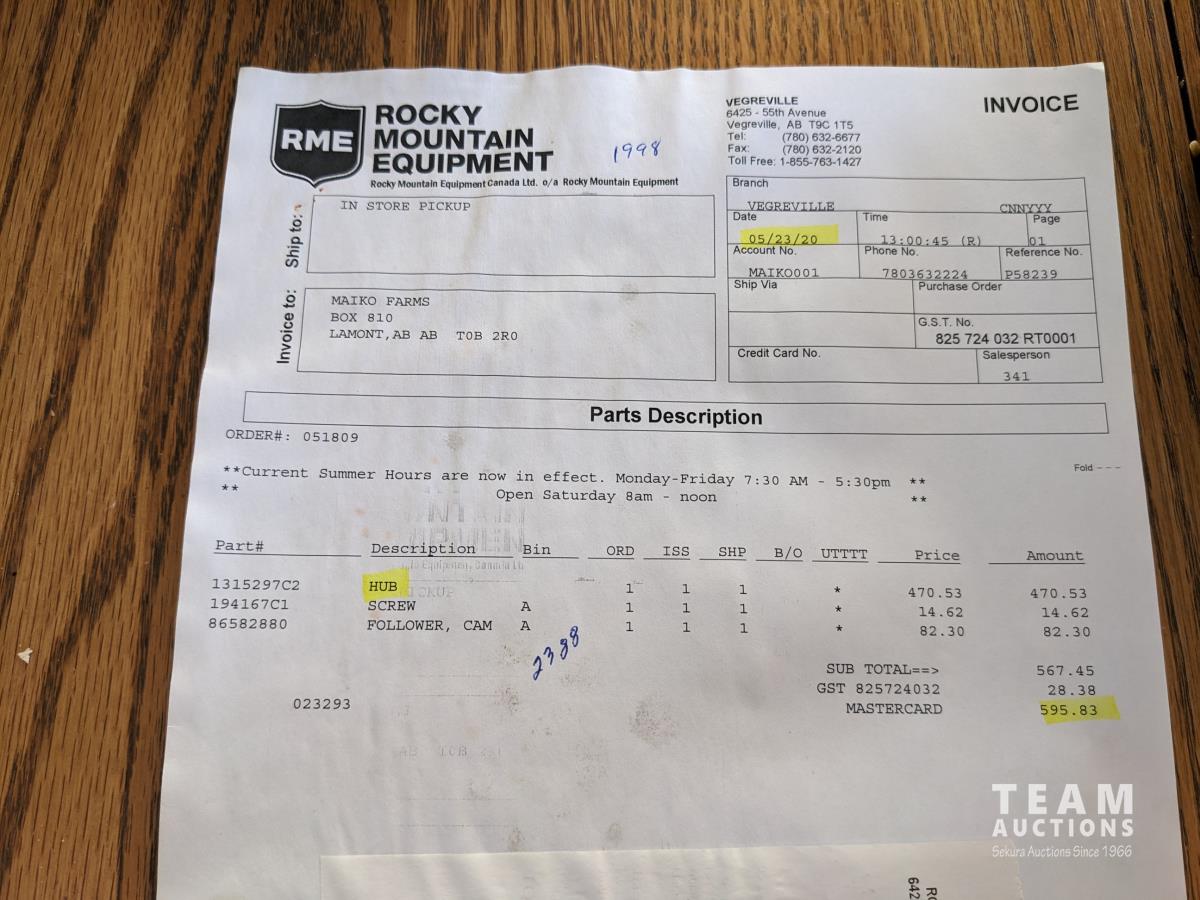 RME
ROCKY
MOUNTAIN
EQUIPMENT
Rocky Mountain Equipment Canada Ltd. o/a Rocky Mountain Equipment
1998
VEGREVILLE
6425 - 55th Avenue
Vegreville, AB T9C 1T5
Tel: (780) 632-6677
Fax: (780) 632-2120
Toll Free: 1-855-763-1427
INVOICE
Ship to:
IN STORE PICKUP
Invoice to:
MAIKO FARMS
BOX 810
LAMONT,AB AB T0B 2R0
Branch
VEGREVILLE CNNYYY
Date Time Page
05/23/20 13:00:45 (R) 01
Account No. Phone No. Reference No.
MAIKO001 7803632224 P58239
Ship Via Purchase Order
G.S.T. No.
825 724 032 RT0001
Credit Card No. Salesperson
341
Parts Description
ORDER#: 051809
Fold - - -
**Current Summer Hours are now in effect. Monday-Friday 7:30 AM - 5:30pm **
** Open Saturday 8am - noon **
Part# Description Bin ORD ISS SHP B/O UTTTT Price Amount
1315297C2 HUB 1 1 1 * 470.53 470.53
194167C1 SCREW A 1 1 1 * 14.62 14.62
86582880 FOLLOWER, CAM A 1 1 1 * 82.30 82.30
2388
SUB TOTAL==> 567.45
GST 825724032 28.38
023293 MASTERCARD 595.83
TEAM
AUCTIONS
Sekura Auctions Since 1966